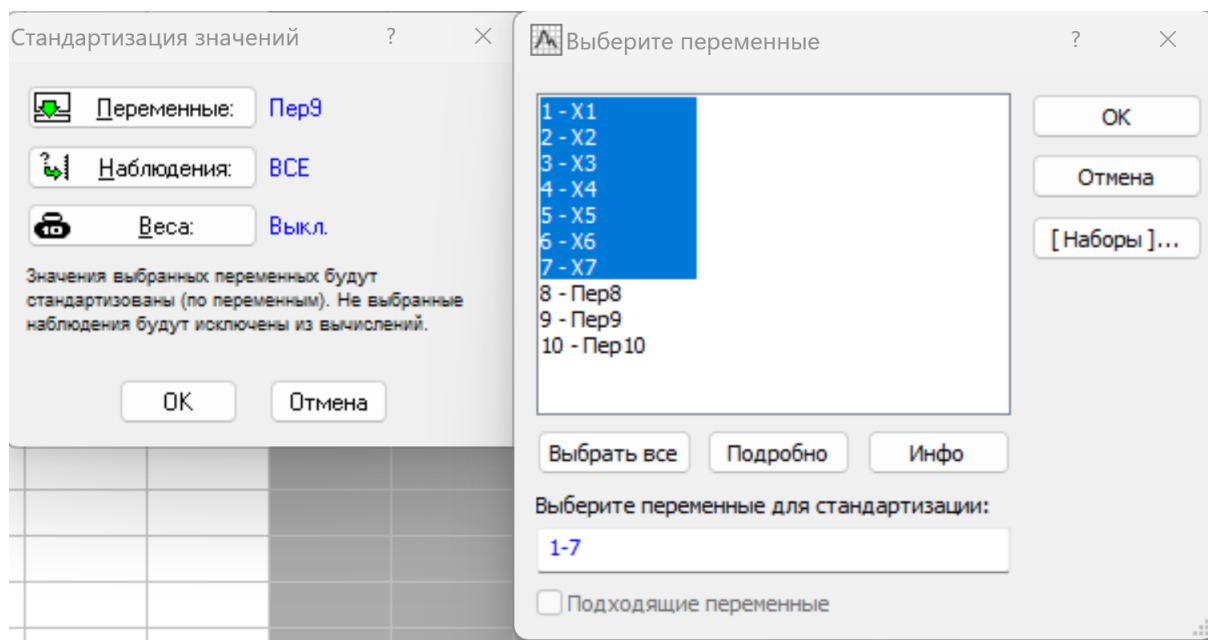 Стандартизация значений ? ×
Переменные: Пер9
Наблюдения: ВСЕ
Веса: Выкл.
Значения выбранных переменных будут
стандартизованы (по переменным). Не выбранные
наблюдения будут исключены из вычислений.
ОК Отмена
Выберите переменные ? ×
1 - X1
2 - X2
3 - X3
4 - X4
5 - X5
6 - X6
7 - X7
8 - Пер8
9 - Пер9
10 - Пер10
ОК
Отмена
[ Наборы ]...
Выбрать все Подробно Инфо
Выберите переменные для стандартизации:
1-7
Подходящие переменные